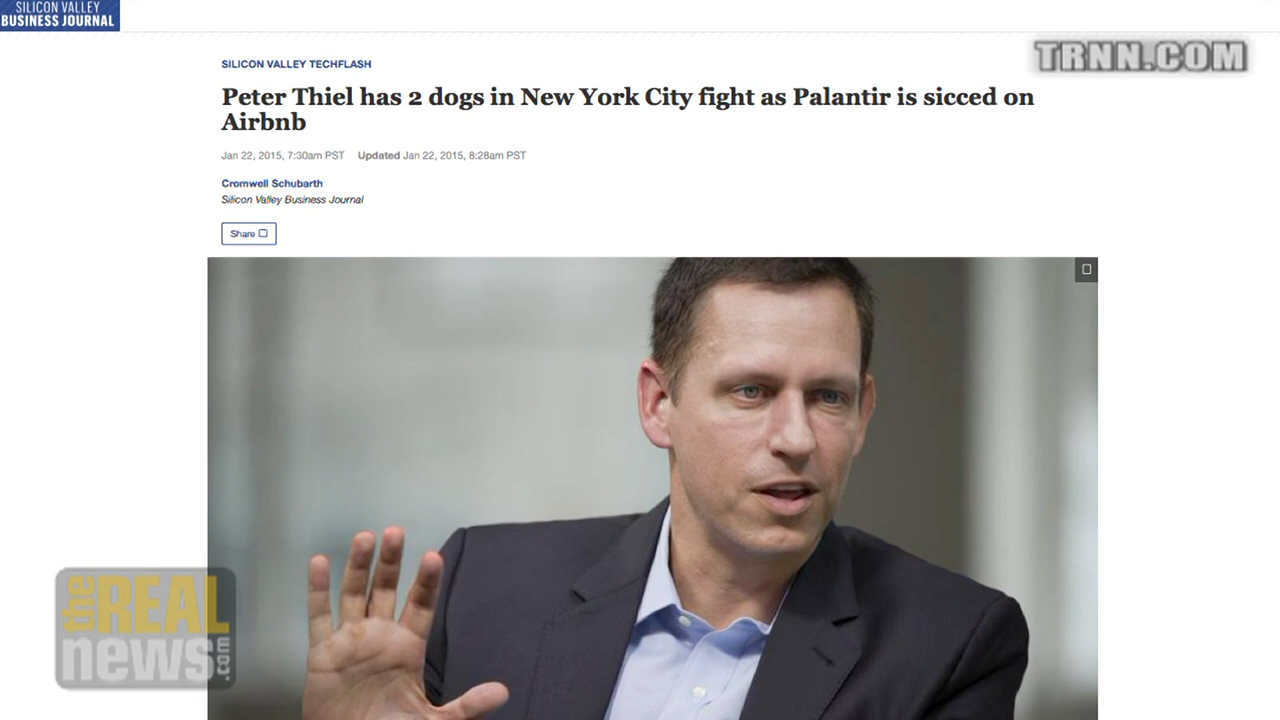 SILICON VALLEY
BUSINESS JOURNAL
TRNN.COM
SILICON VALLEY TECHFLASH
Peter Thiel has 2 dogs in New York City fight as Palantir is sicced on
Airbnb
Jan 22, 2015, 7:30am PST Updated Jan 22, 2015, 8:28am PST
Cromwell Schubarth
Silicon Valley Business Journal
Share
the REAL
news.com